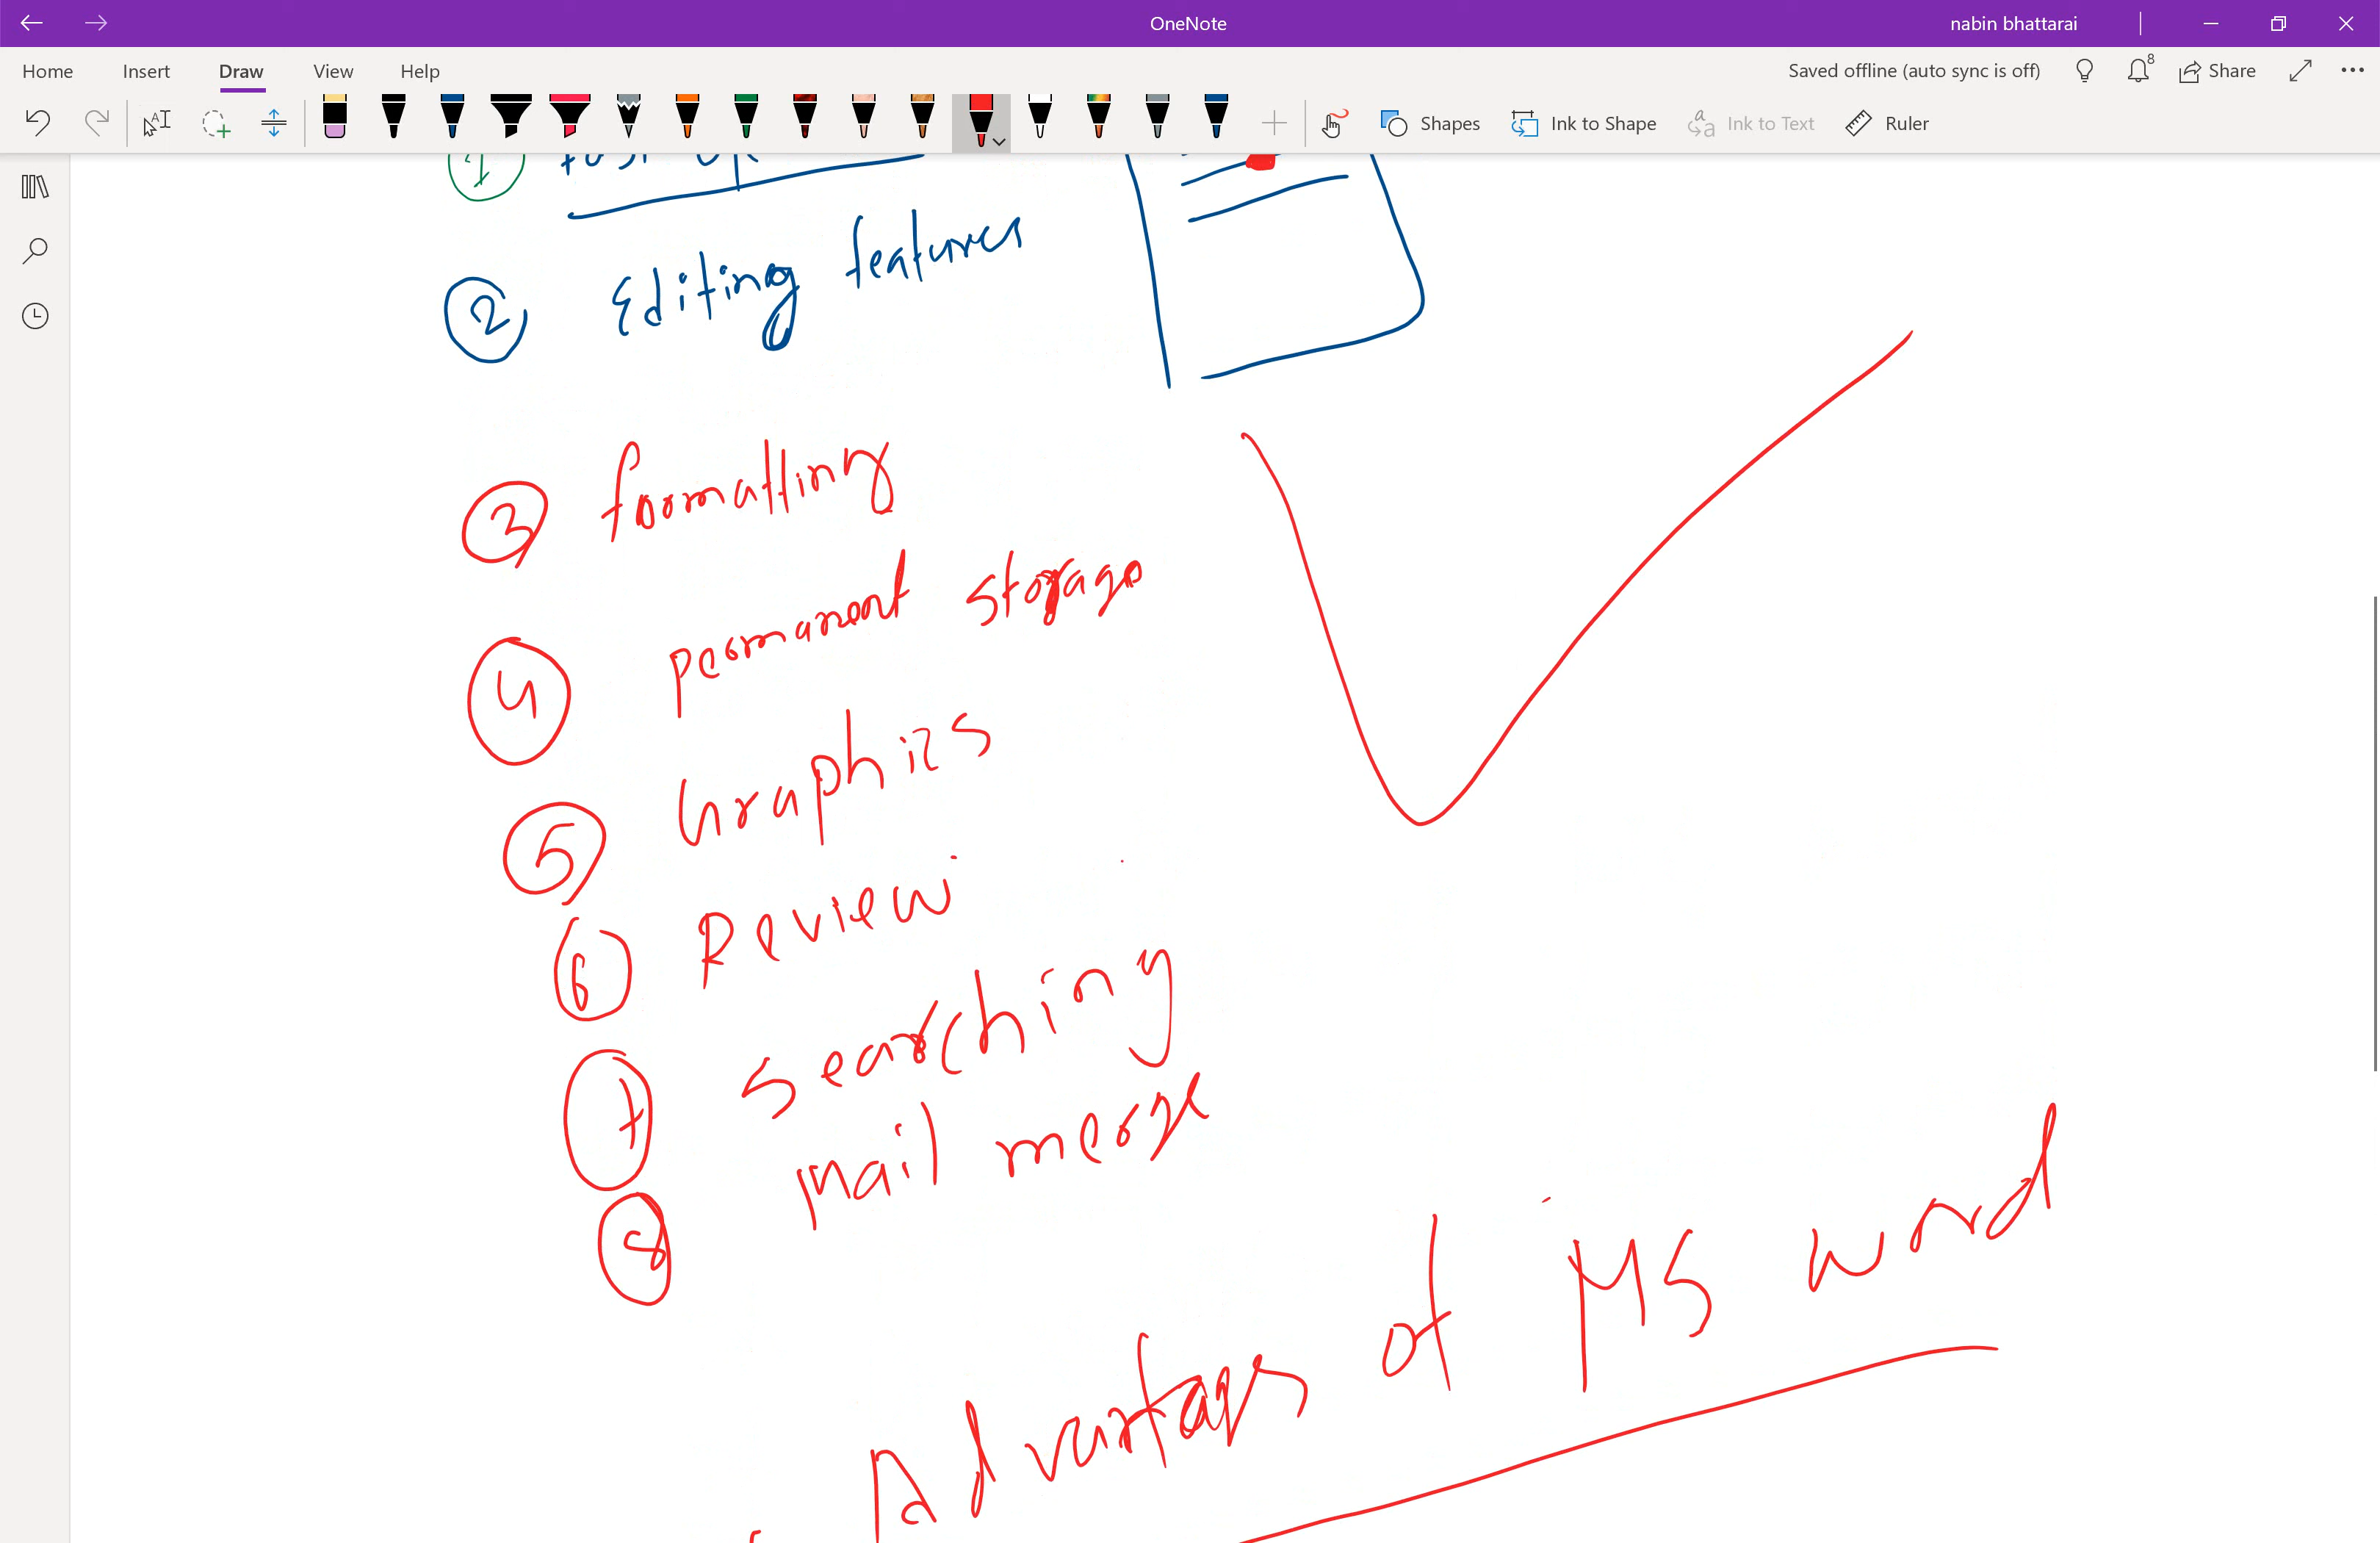 OneNote
nabin bhattarai
Home Insert Draw View Help
Saved offline (auto sync is off) 8 Share
Shapes Ink to Shape Ink to Text Ruler
1
2 Editing features
3 formatting
4 permanent storage
5 Graphics
6 Review
7 Searching
8 mail merge
Advantages of MS word